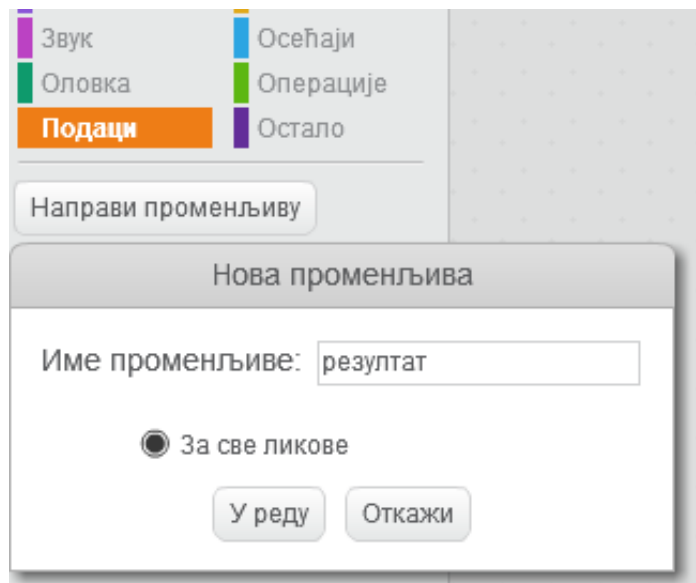 Звук Осећаји
Оловка Операције
Подаци Остало
Направи променљиву
Нова променљива
Име променљиве: резултат
За све ликове
У реду Откажи